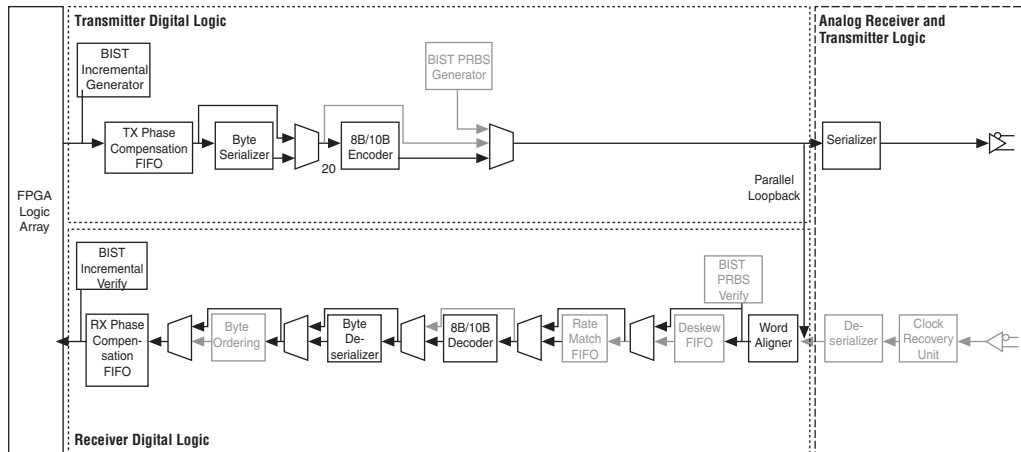 Transmitter Digital Logic
Analog Receiver and
Transmitter Logic
BIST
Incremental
Generator
BIST PRBS
Generator
TX Phase
Compensation
FIFO
Byte
Serializer
20
8B/10B
Encoder
Serializer
FPGA
Logic
Array
Parallel
Loopback
BIST
Incremental
Verify
BIST
PRBS
Verify
RX Phase
Compen-
sation
FIFO
Byte
Ordering
Byte
De-
serializer
8B/10B
Decoder
Rate
Match
FIFO
Deskew
FIFO
Word
Aligner
De-
serializer
Clock
Recovery
Unit
Receiver Digital Logic